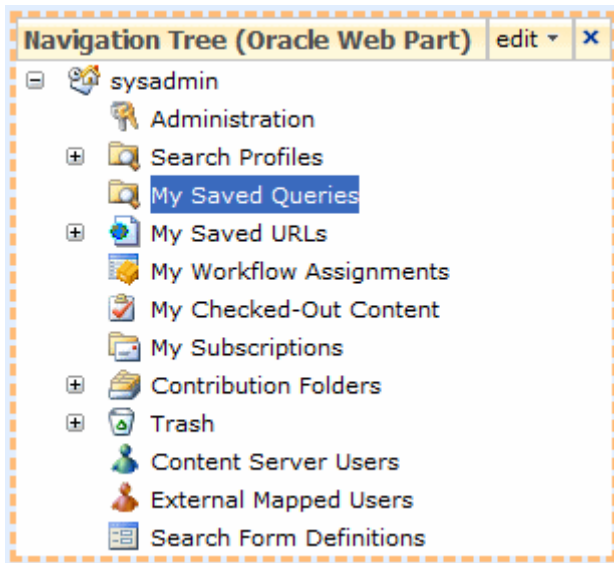 Navigation Tree (Oracle Web Part) edit
sysadmin
Administration
Search Profiles
My Saved Queries
My Saved URLs
My Workflow Assignments
My Checked-Out Content
My Subscriptions
Contribution Folders
Trash
Content Server Users
External Mapped Users
Search Form Definitions